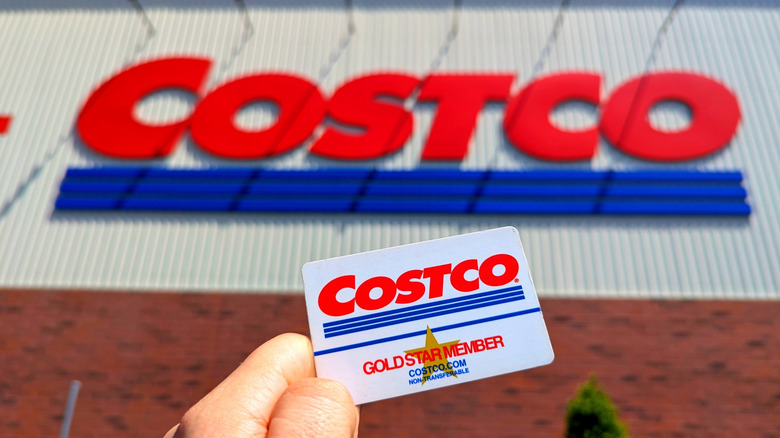 COSTCO
COSTCO®
GOLD STAR MEMBER
COSTCO.COM
NON-TRANSFERABLE